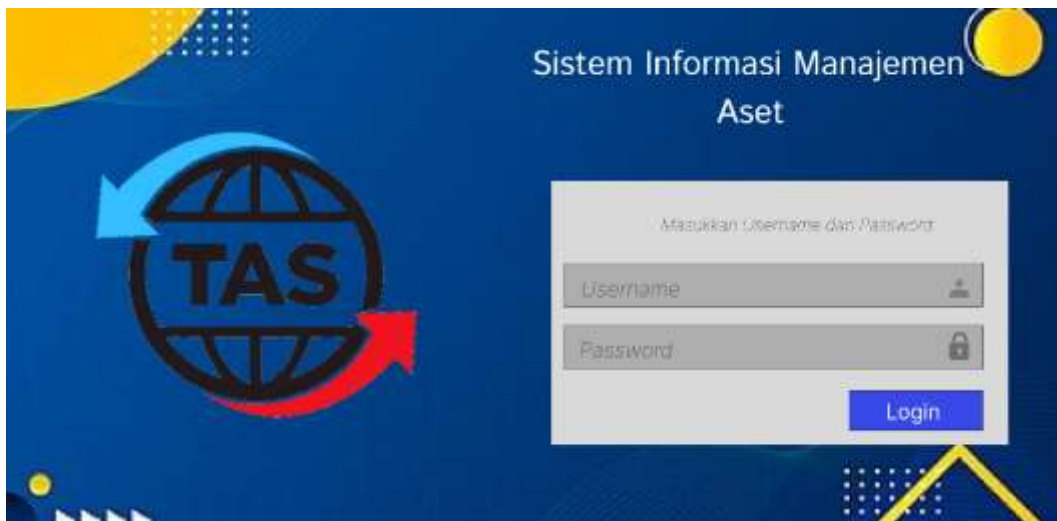 Sistem Informasi Manajemen
Aset
TAS
Masukkan Username dan Password
Username
Password
Login